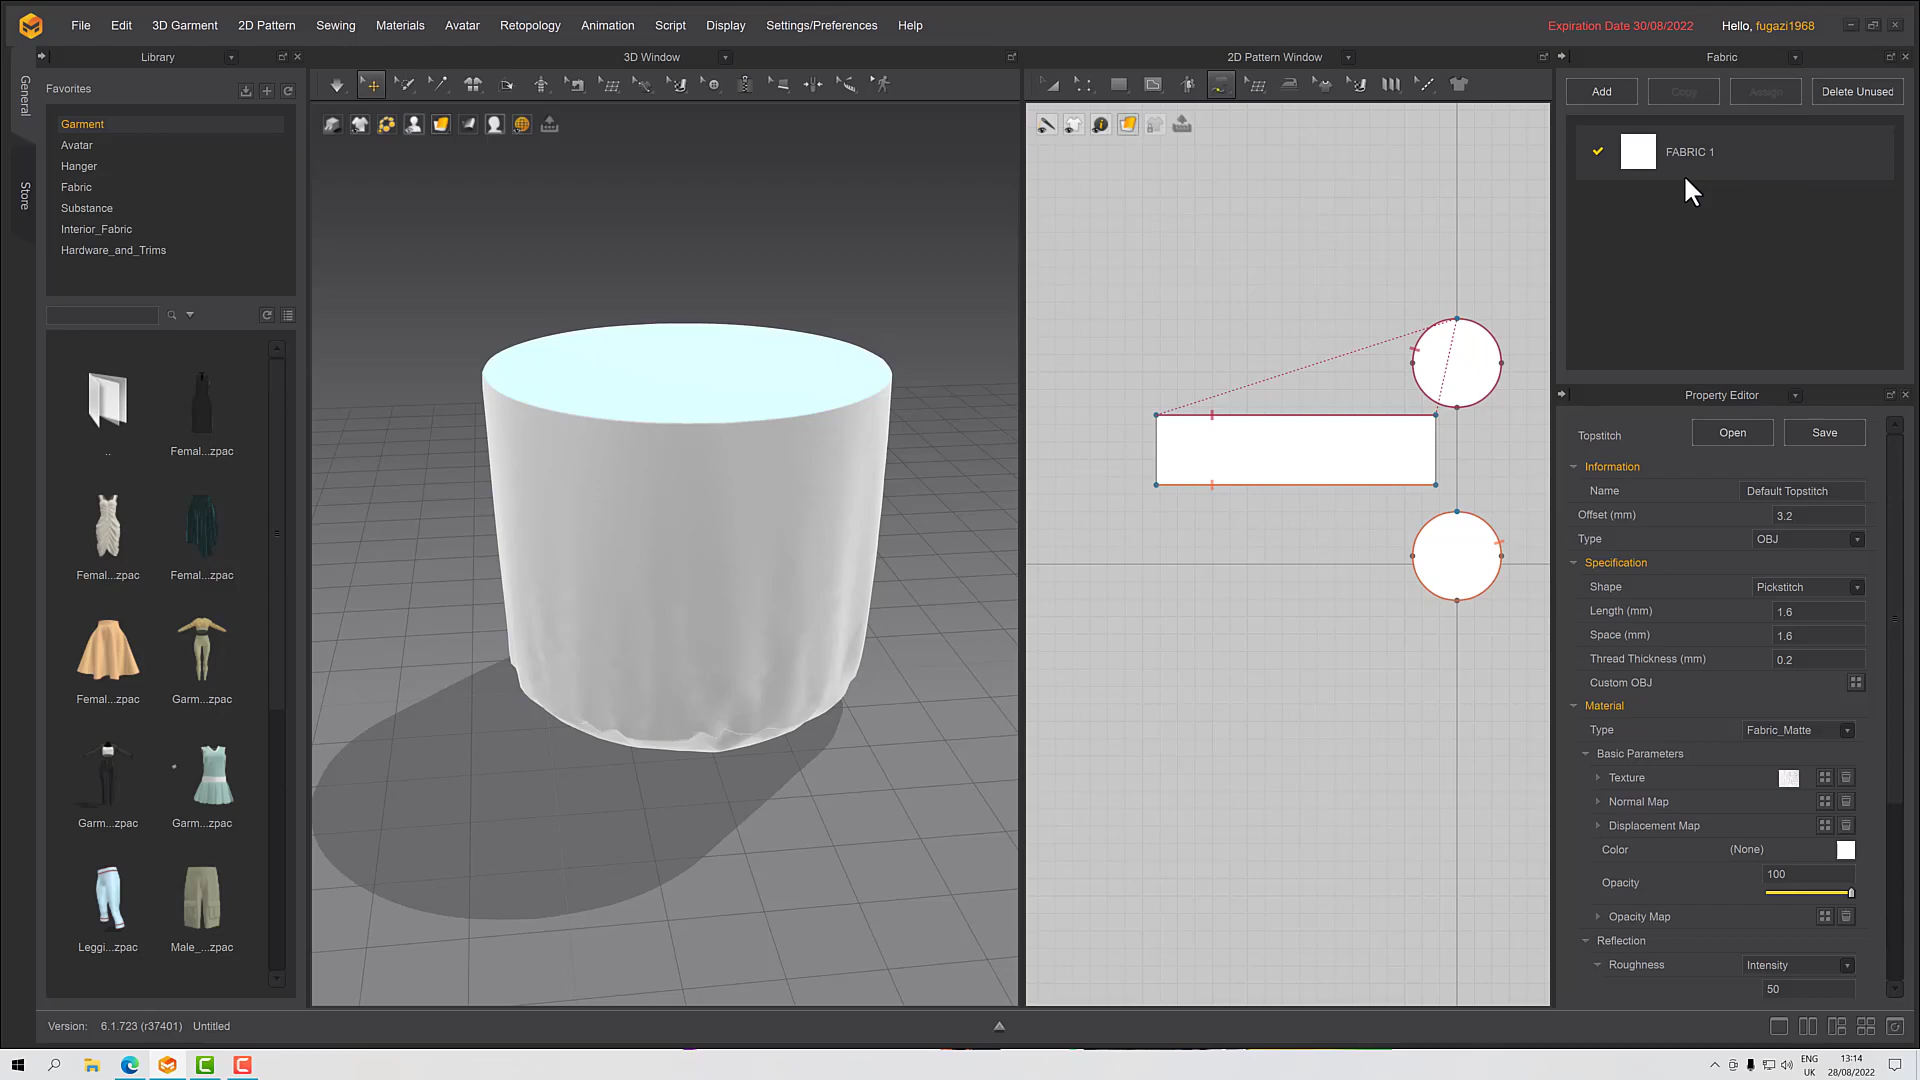 File Edit 3D Garment 2D Pattern Sewing Materials Avatar Retopology Animation Script Display Settings/Preferences Help
Expiration Date 30/08/2022 Hello, fugazi1968
General
Store
Library
Favorites
Garment
Avatar
Hanger
Fabric
Substance
Interior_Fabric
Hardware_and_Trims
..
Femal...zpac
Femal...zpac
Femal...zpac
Femal...zpac
Garm...zpac
Garm...zpac
Garm...zpac
Leggi...zpac
Male_...zpac
3D Window
2D Pattern Window
Fabric
Add Copy Assign Delete Unused
FABRIC 1
Property Editor
Topstitch Open Save
Information
Name Default Topstitch
Offset (mm) 3.2
Type OBJ
Specification
Shape Pickstitch
Length (mm) 1.6
Space (mm) 1.6
Thread Thickness (mm) 0.2
Custom OBJ
Material
Type Fabric_Matte
Basic Parameters
Texture
Normal Map
Displacement Map
Color (None)
Opacity 100
Opacity Map
Reflection
Roughness Intensity
50
Version: 6.1.723 (r37401) Untitled
ENG
UK
13:14
28/08/2022